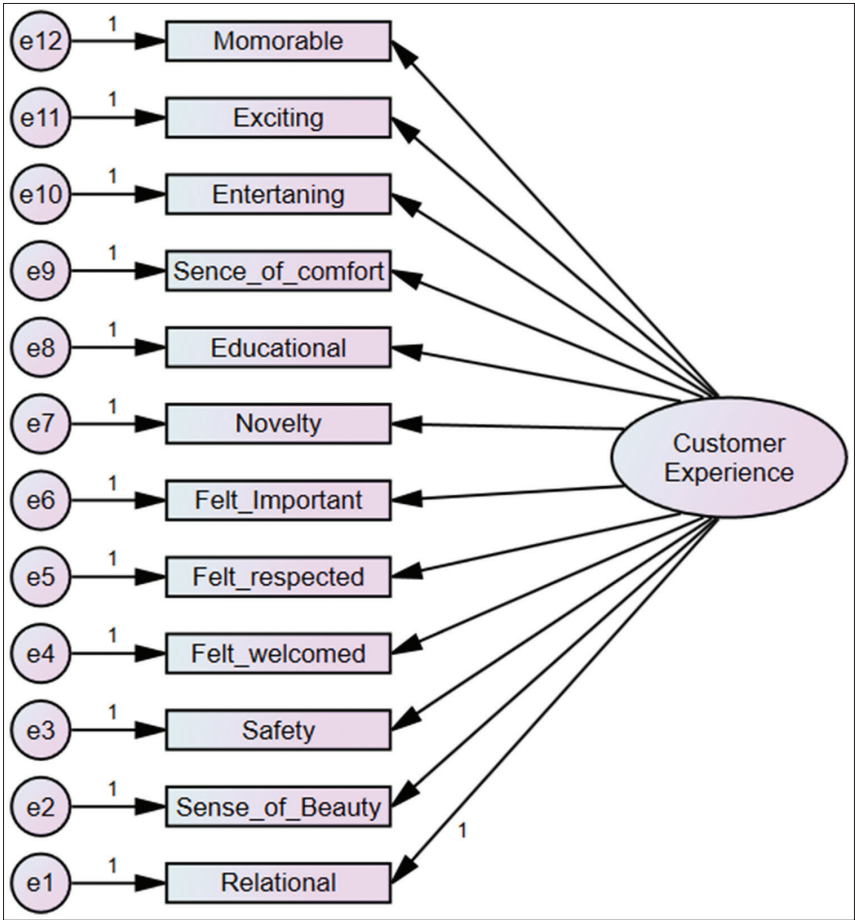 e12 1 Momorable
e11 1 Exciting
e10 1 Entertaning
e9 1 Sence_of_comfort
e8 1 Educational
e7 1 Novelty
Customer
Experience
e6 1 Felt_Important
e5 1 Felt_respected
e4 1 Felt_welcomed
e3 1 Safety
e2 1 Sense_of_Beauty
1
e1 1 Relational